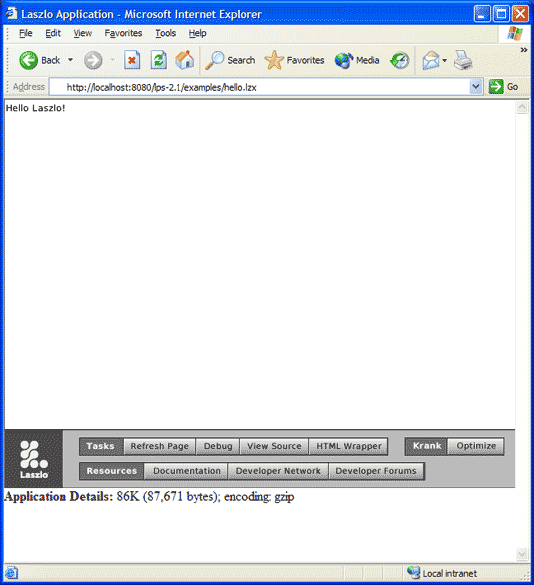 Laszlo Application - Microsoft Internet Explorer
File Edit View Favorites Tools Help
Back Search Favorites Media
Address http://localhost:8080/lps-2.1/examples/hello.lzx Go
Hello Laszlo!
Tasks Refresh Page Debug View Source HTML Wrapper Krank Optimize
Laszlo
Resources Documentation Developer Network Developer Forums
Application Details: 86K (87,671 bytes); encoding: gzip
Local intranet